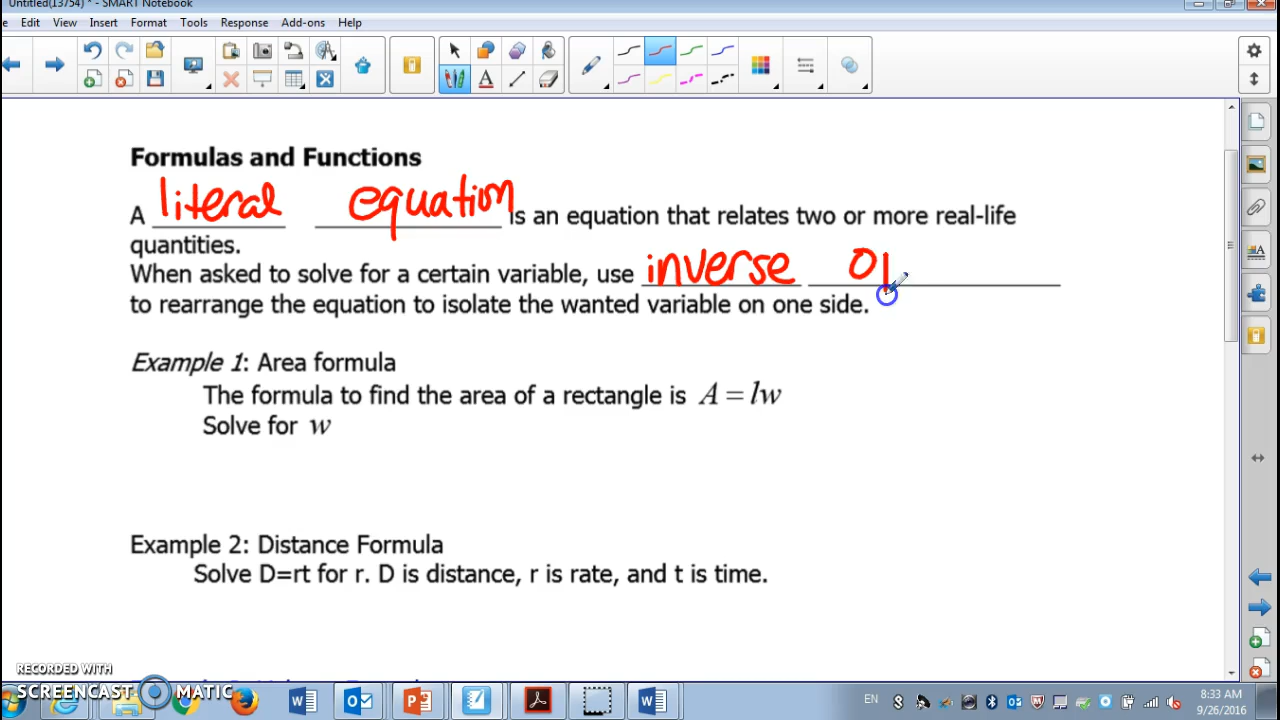 Untitled(13754) * - SMART Notebook
Edit View Insert Format Tools Response Add-ons Help
Formulas and Functions
A literal equation is an equation that relates two or more real-life
quantities.
When asked to solve for a certain variable, use inverse op
to rearrange the equation to isolate the wanted variable on one side.
Example 1: Area formula
The formula to find the area of a rectangle is A = lw
Solve for w
Example 2: Distance Formula
Solve D=rt for r. D is distance, r is rate, and t is time.
RECORDED WITH
SCREENCAST MATIC
EN
8:33 AM
9/26/2016